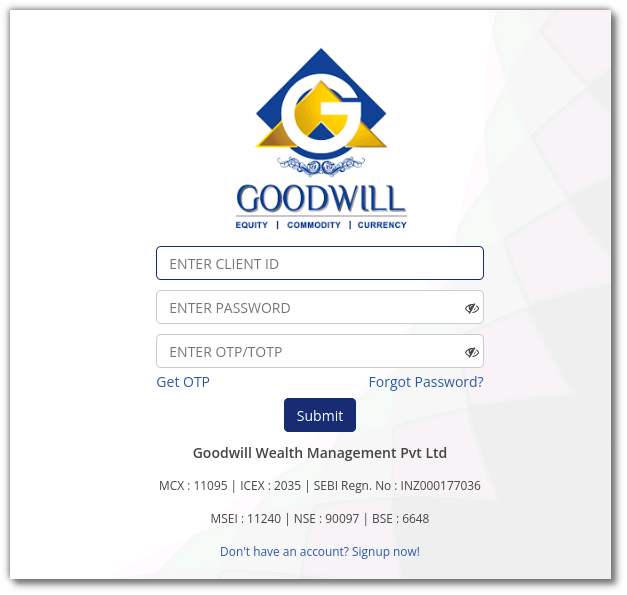 G
GOODWILL
EQUITY | COMMODITY | CURRENCY
ENTER CLIENT ID
ENTER PASSWORD
ENTER OTP/TOTP
Get OTP Forgot Password?
Submit
Goodwill Wealth Management Pvt Ltd
MCX : 11095 | ICEX : 2035 | SEBI Regn. No : INZ000177036
MSEI : 11240 | NSE : 90097 | BSE : 6648
Don't have an account? Signup now!